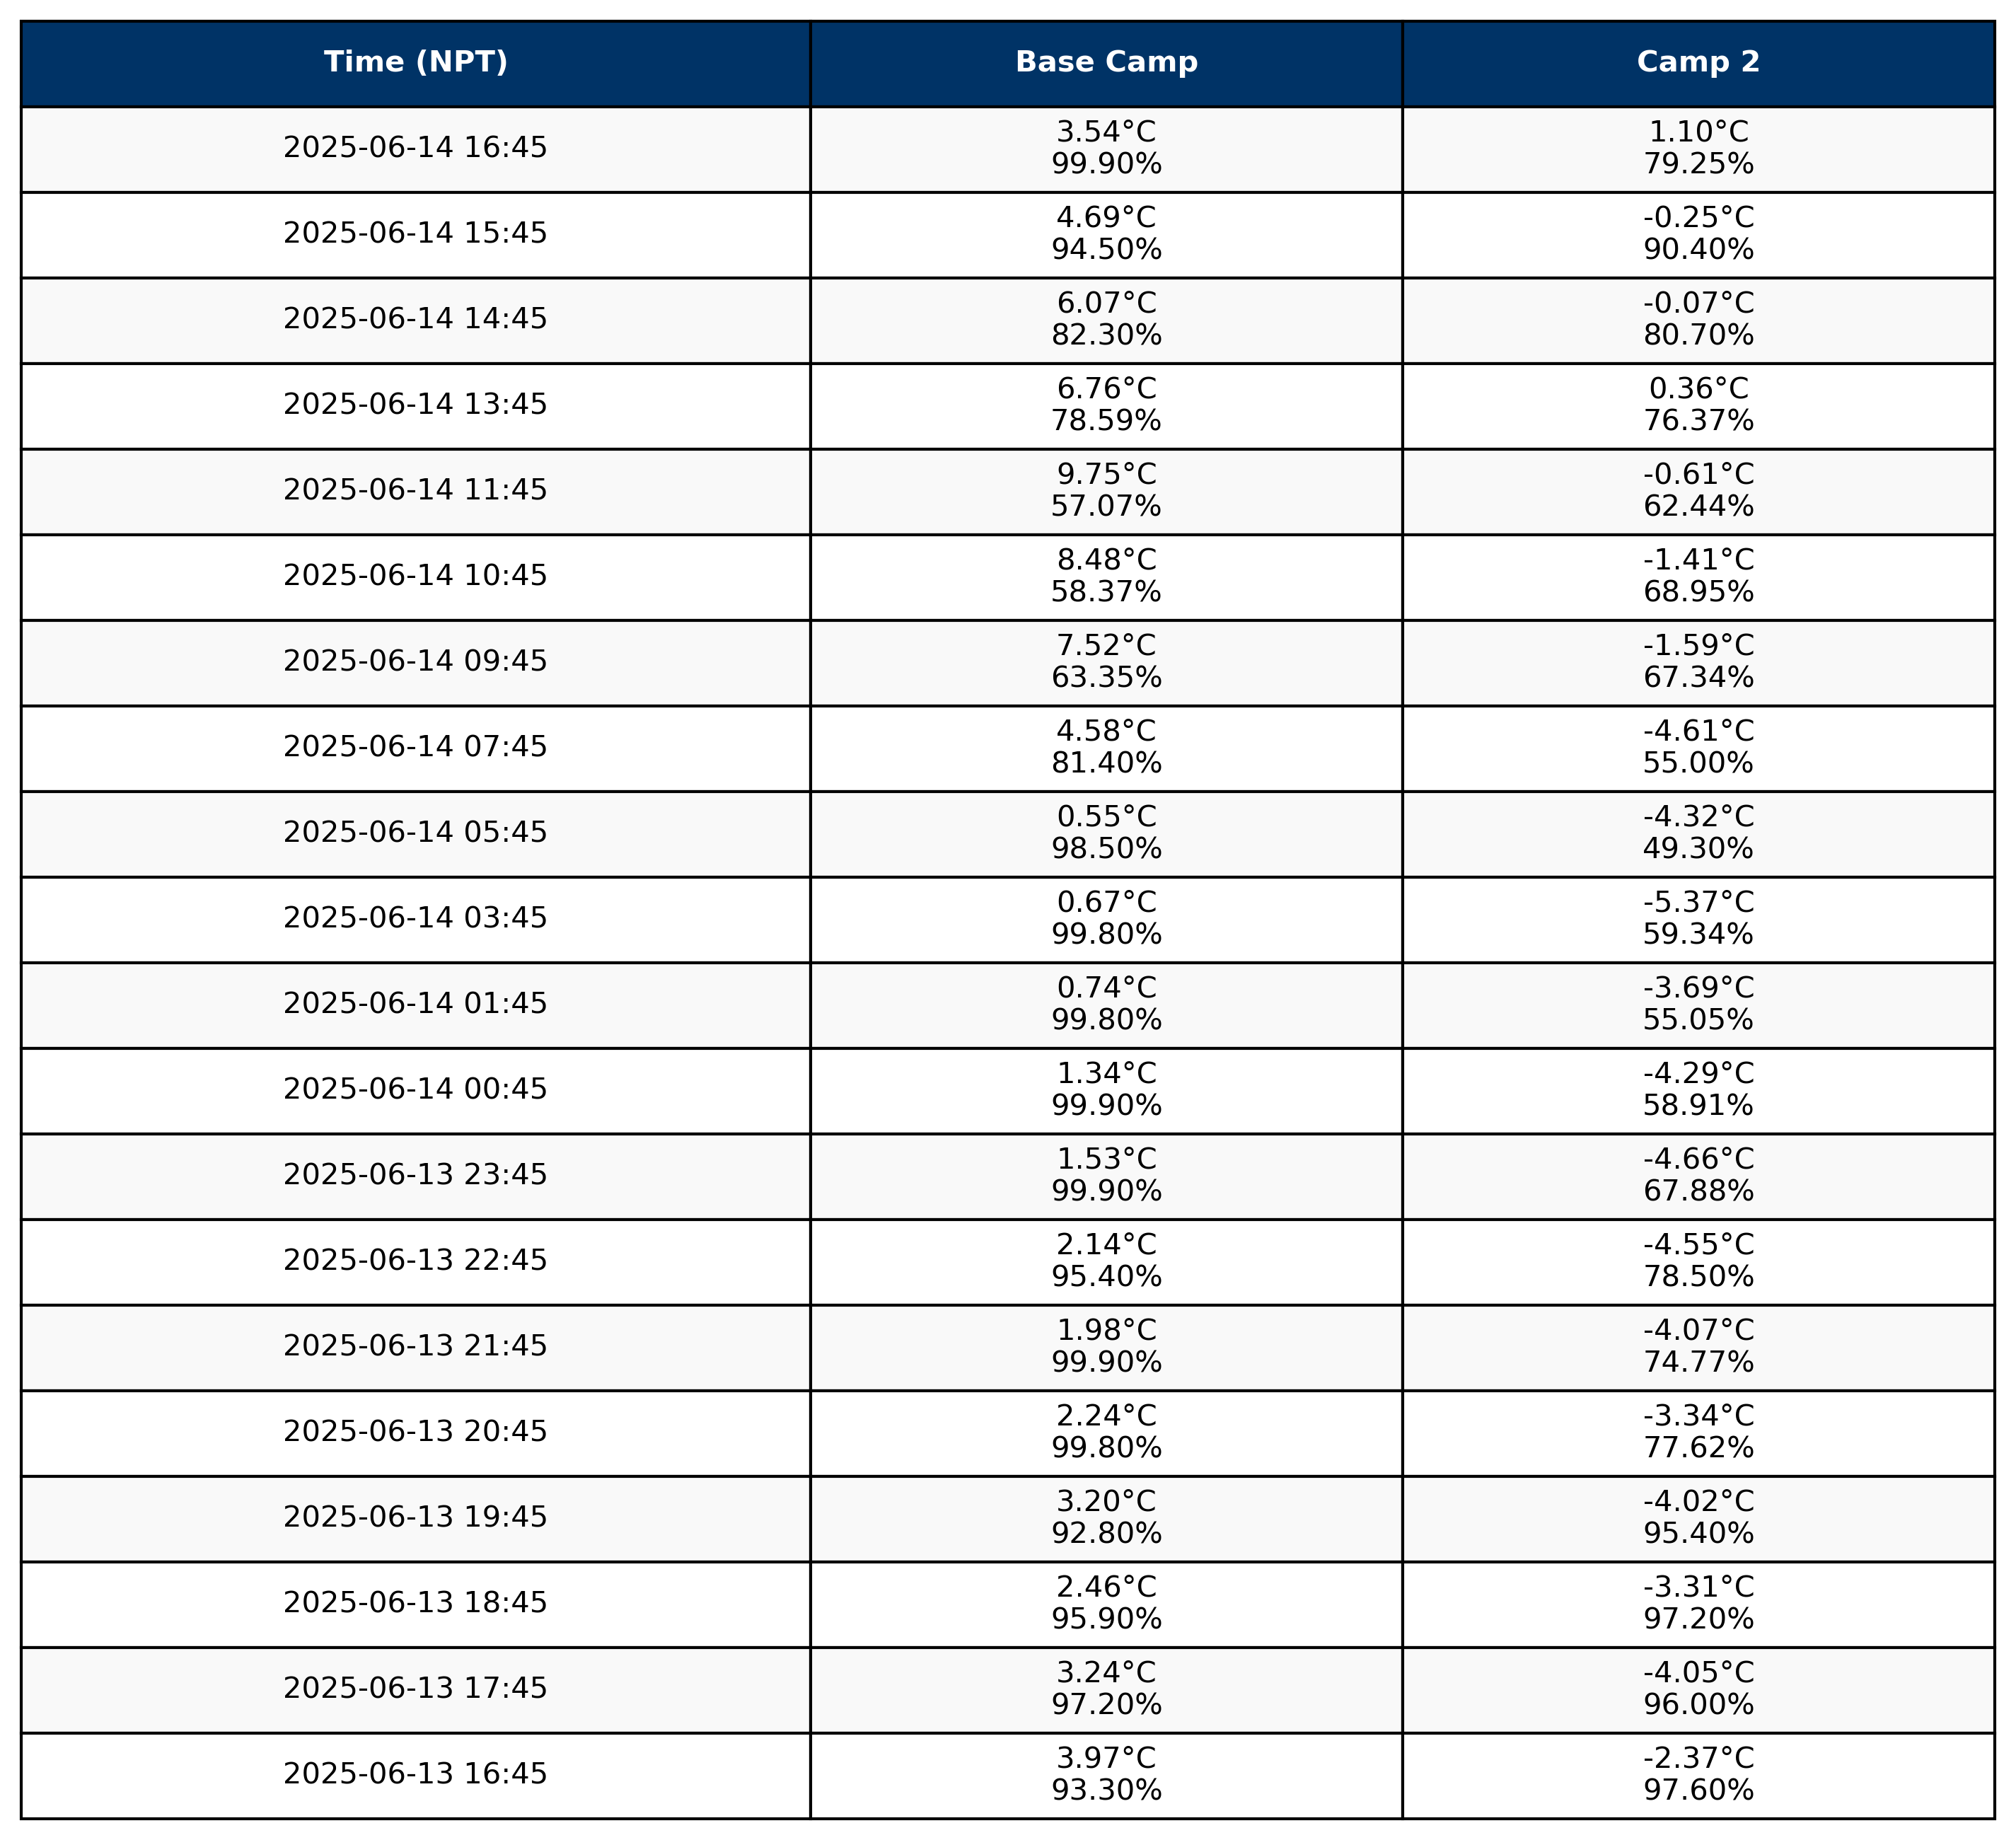 Time (NPT) Base Camp Camp 2
2025-06-14 16:45 3.54°C 1.10°C
99.90% 79.25%
2025-06-14 15:45 4.69°C -0.25°C
94.50% 90.40%
2025-06-14 14:45 6.07°C -0.07°C
82.30% 80.70%
2025-06-14 13:45 6.76°C 0.36°C
78.59% 76.37%
2025-06-14 11:45 9.75°C -0.61°C
57.07% 62.44%
2025-06-14 10:45 8.48°C -1.41°C
58.37% 68.95%
2025-06-14 09:45 7.52°C -1.59°C
63.35% 67.34%
2025-06-14 07:45 4.58°C -4.61°C
81.40% 55.00%
2025-06-14 05:45 0.55°C -4.32°C
98.50% 49.30%
2025-06-14 03:45 0.67°C -5.37°C
99.80% 59.34%
2025-06-14 01:45 0.74°C -3.69°C
99.80% 55.05%
2025-06-14 00:45 1.34°C -4.29°C
99.90% 58.91%
2025-06-13 23:45 1.53°C -4.66°C
99.90% 67.88%
2025-06-13 22:45 2.14°C -4.55°C
95.40% 78.50%
2025-06-13 21:45 1.98°C -4.07°C
99.90% 74.77%
2025-06-13 20:45 2.24°C -3.34°C
99.80% 77.62%
2025-06-13 19:45 3.20°C -4.02°C
92.80% 95.40%
2025-06-13 18:45 2.46°C -3.31°C
95.90% 97.20%
2025-06-13 17:45 3.24°C -4.05°C
97.20% 96.00%
2025-06-13 16:45 3.97°C -2.37°C
93.30% 97.60%